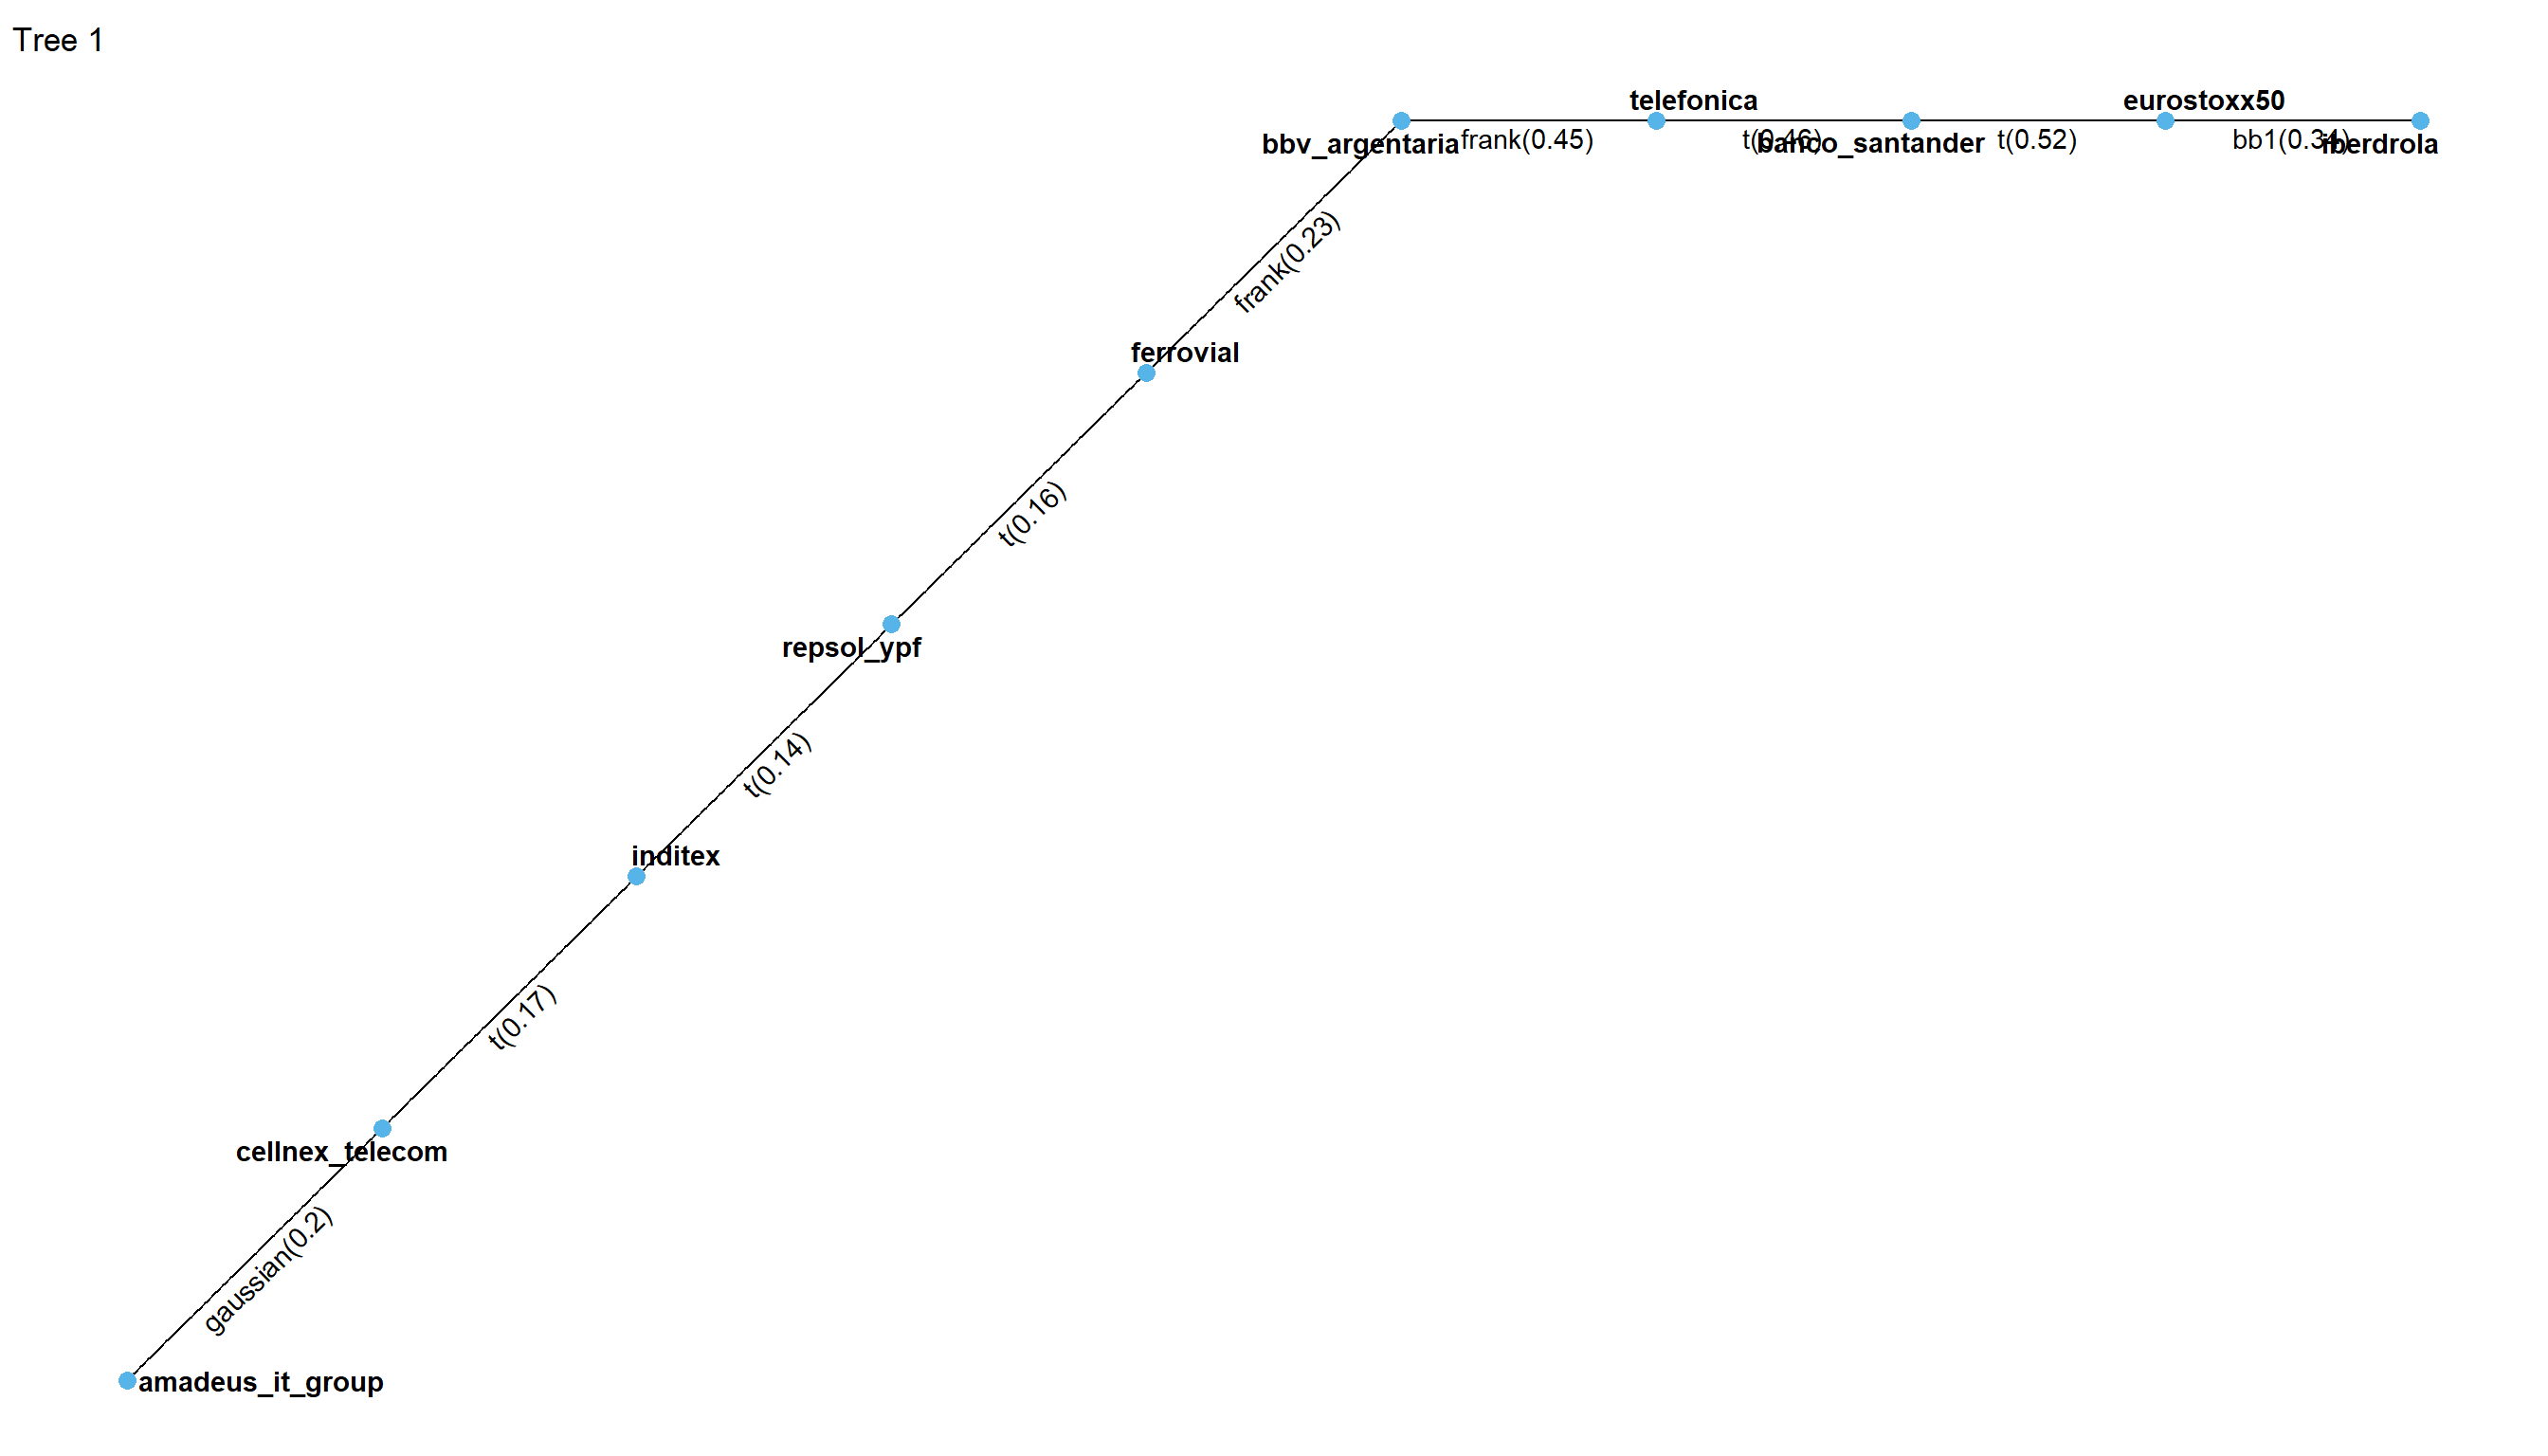 Tree 1
telefonica
eurostoxx50
bbv_argentaria
frank(0.45)
t(0.46)
banco_santander
t(0.52)
bb1(0.34)
iberdrola
frank(0.23)
ferrovial
t(0.16)
repsol_ypf
t(0.14)
inditex
t(0.17)
cellnex_telecom
gaussian(0.2)
amadeus_it_group